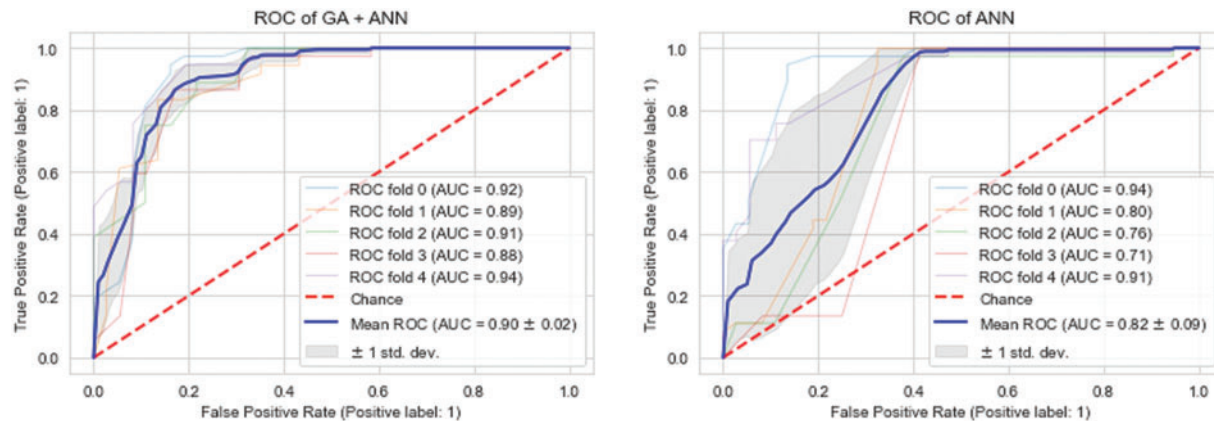 ROC of GA + ANN
True Positive Rate (Positive label: 1)
1.0
0.8
0.6
0.4
0.2
0.0
ROC fold 0 (AUC = 0.92)
ROC fold 1 (AUC = 0.89)
ROC fold 2 (AUC = 0.91)
ROC fold 3 (AUC = 0.88)
ROC fold 4 (AUC = 0.94)
Chance
Mean ROC (AUC = 0.90 ± 0.02)
± 1 std. dev.
0.0 0.2 0.4 0.6 0.8 1.0
False Positive Rate (Positive label: 1)
ROC of ANN
True Positive Rate (Positive label: 1)
1.0
0.8
0.6
0.4
0.2
0.0
ROC fold 0 (AUC = 0.94)
ROC fold 1 (AUC = 0.80)
ROC fold 2 (AUC = 0.76)
ROC fold 3 (AUC = 0.71)
ROC fold 4 (AUC = 0.91)
Chance
Mean ROC (AUC = 0.82 ± 0.09)
± 1 std. dev.
0.0 0.2 0.4 0.6 0.8 1.0
False Positive Rate (Positive label: 1)